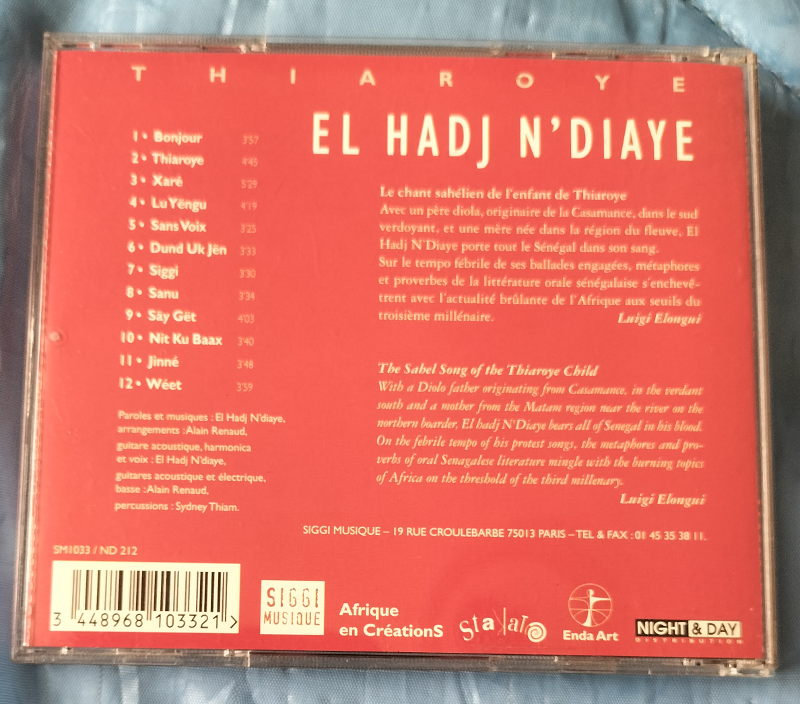 THIAROYE
EL HADJ N'DIAYE
1 • Bonjour 3'57
2 • Thiaroye 4'45
3 • Xaré 5'29
4 • Lu Yëngu 4'19
5 • Sans Voix 3'25
6 • Dund Uk Jën 3'33
7 • Siggi 3'30
8 • Sanu 3'34
9 • Säy Gët 4'03
10 • Nit Ku Baax 3'40
11 • Jinné 3'48
12 • Wéet 3'59
Paroles et musiques : El Hadj N'diaye,
arrangements : Alain Renaud,
guitare acoustique, harmonica
et voix : El Hadj N'diaye,
guitares acoustique et électrique,
basse : Alain Renaud,
percussions : Sydney Thiam.
Le chant sahélien de l'enfant de Thiaroye
Avec un père diola, originaire de la Casamance, dans le sud
verdoyant, et une mère née dans la région du fleuve, El
Hadj N'Diaye porte tout le Sénégal dans son sang.
Sur le tempo fébrile de ses ballades engagées, métaphores
et proverbes de la littérature orale sénégalaise s'enchevê-
trent avec l'actualité brûlante de l'Afrique aux seuils du
troisième millénaire. Luigi Elongui
The Sahel Song of the Thiaroye Child
With a Diolo father originating from Casamance, in the verdant
south and a mother from the Matam region near the river on the
northern boarder, El hadj N'Diaye bears all of Senegal in his blood.
On the febrile tempo of his protest songs, the metaphores and pro-
verbs of oral Senagalese literature mingle with the burning topics
of Africa on the threshold of the third millenary.
Luigi Elongui
SIGGI MUSIQUE – 19 RUE CROULEBARBE 75013 PARIS – TEL & FAX : 01 45 35 38 11.
SM1033 / ND 212
3 448968 103321 >
SIGGI
MUSIQUE
Afrique
en CréationS
Stakato
Enda Art
NIGHT & DAY
DISTRIBUTION